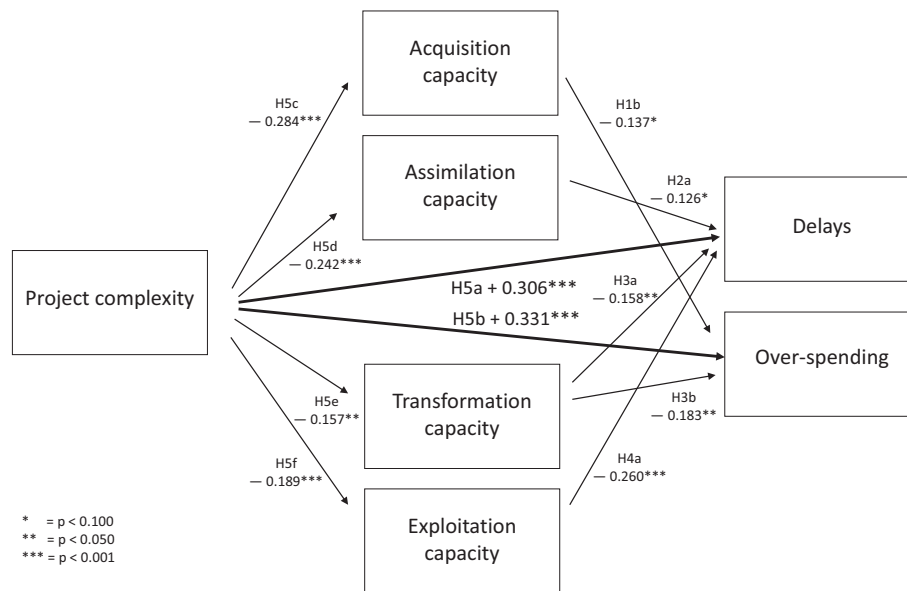 Acquisition
capacity
H5c
— 0.284***
H1b
— 0.137*
Assimilation
capacity
H2a
— 0.126*
Delays
H5d
— 0.242***
Project complexity
H5a + 0.306***
H3a
— 0.158**
H5b + 0.331***
Over-spending
H5e
— 0.157**
Transformation
capacity
H3b
— 0.183**
H5f
— 0.189***
H4a
— 0.260***
Exploitation
capacity
* = p < 0.100
** = p < 0.050
*** = p < 0.001